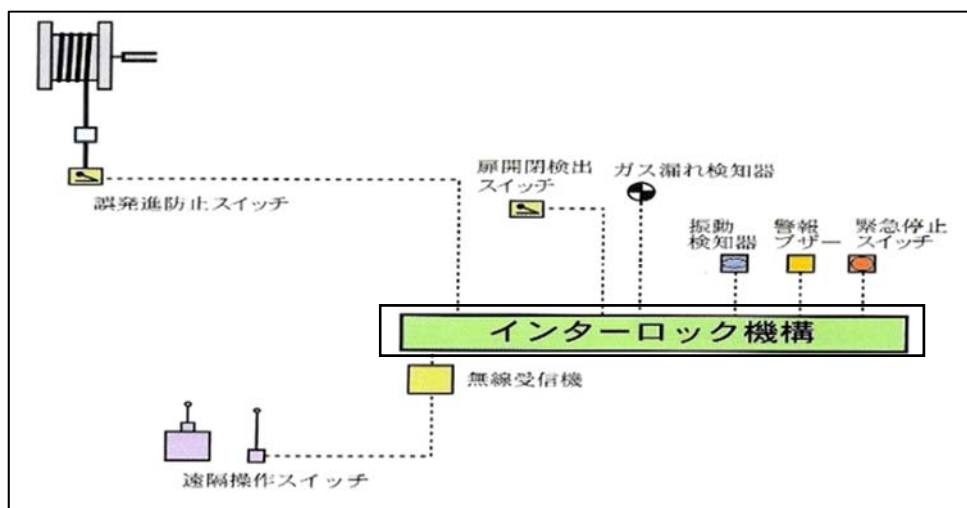 誤発進防止スイッチ
扉開閉検出
スイッチ
ガス漏れ検知器
振動
検知器
警報
ブザー
緊急停止
スイッチ
インターロック機構
無線受信機
遠隔操作スイッチ